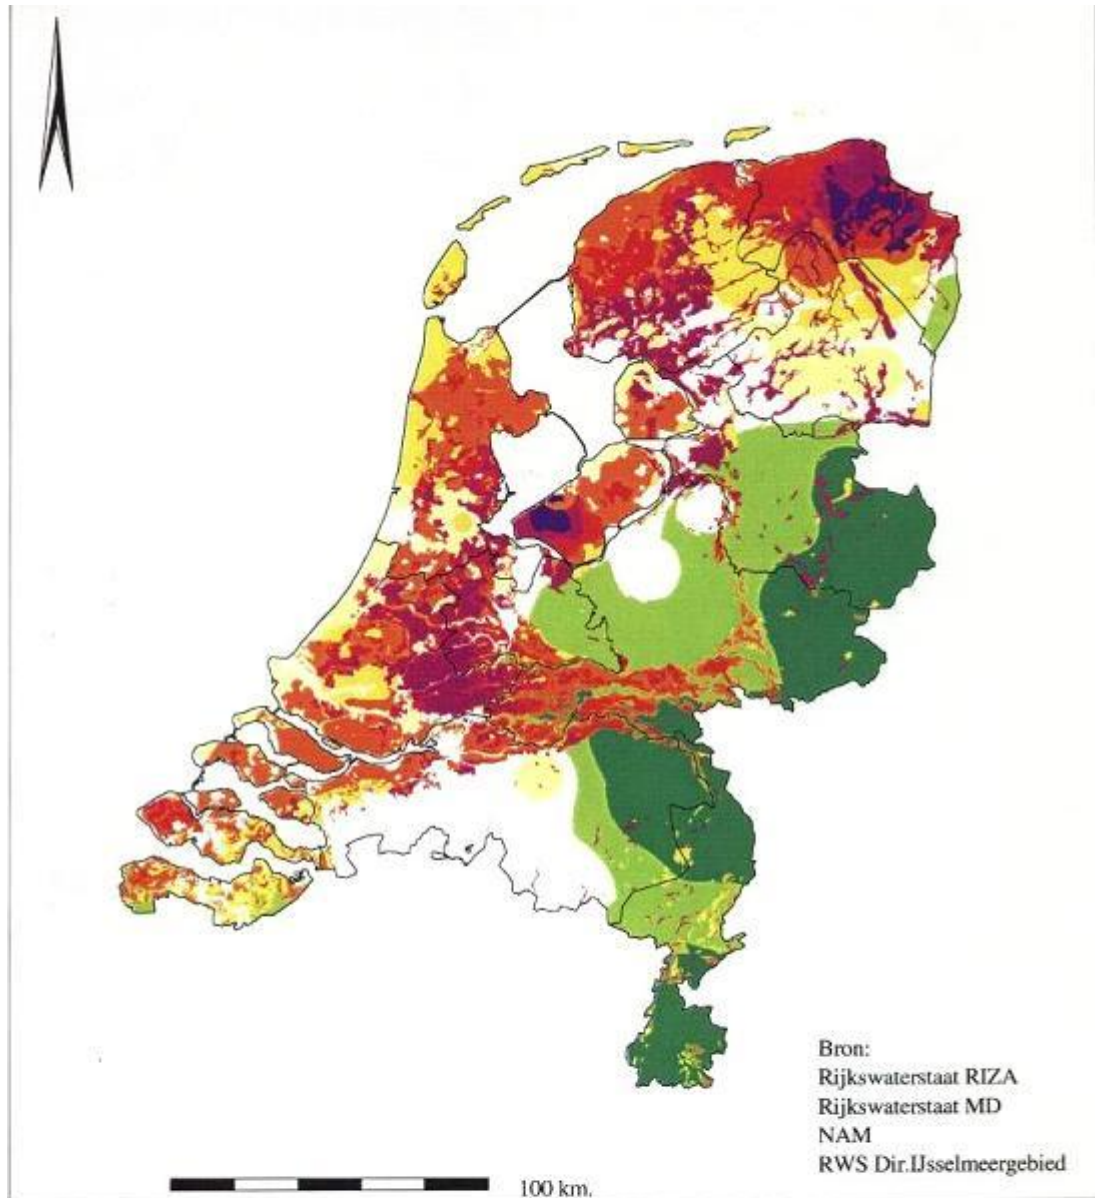 Bron:
Rijkswaterstaat RIZA
Rijkswaterstaat MD
NAM
RWS Dir.IJsselmeergebied
100 km.